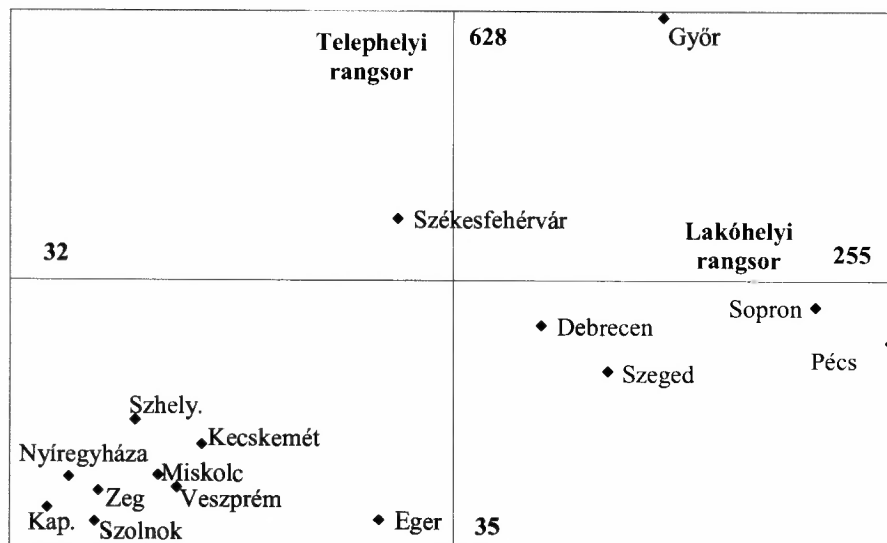 Telephelyi
rangsor
628
Győr
Székesfehérvár
32
Lakóhelyi
rangsor
255
Sopron
Debrecen
Pécs
Szeged
Szhely.
Kecskemét
Nyíregyháza
Miskolc
Zeg
Veszprém
Kap.
Szolnok
Eger
35